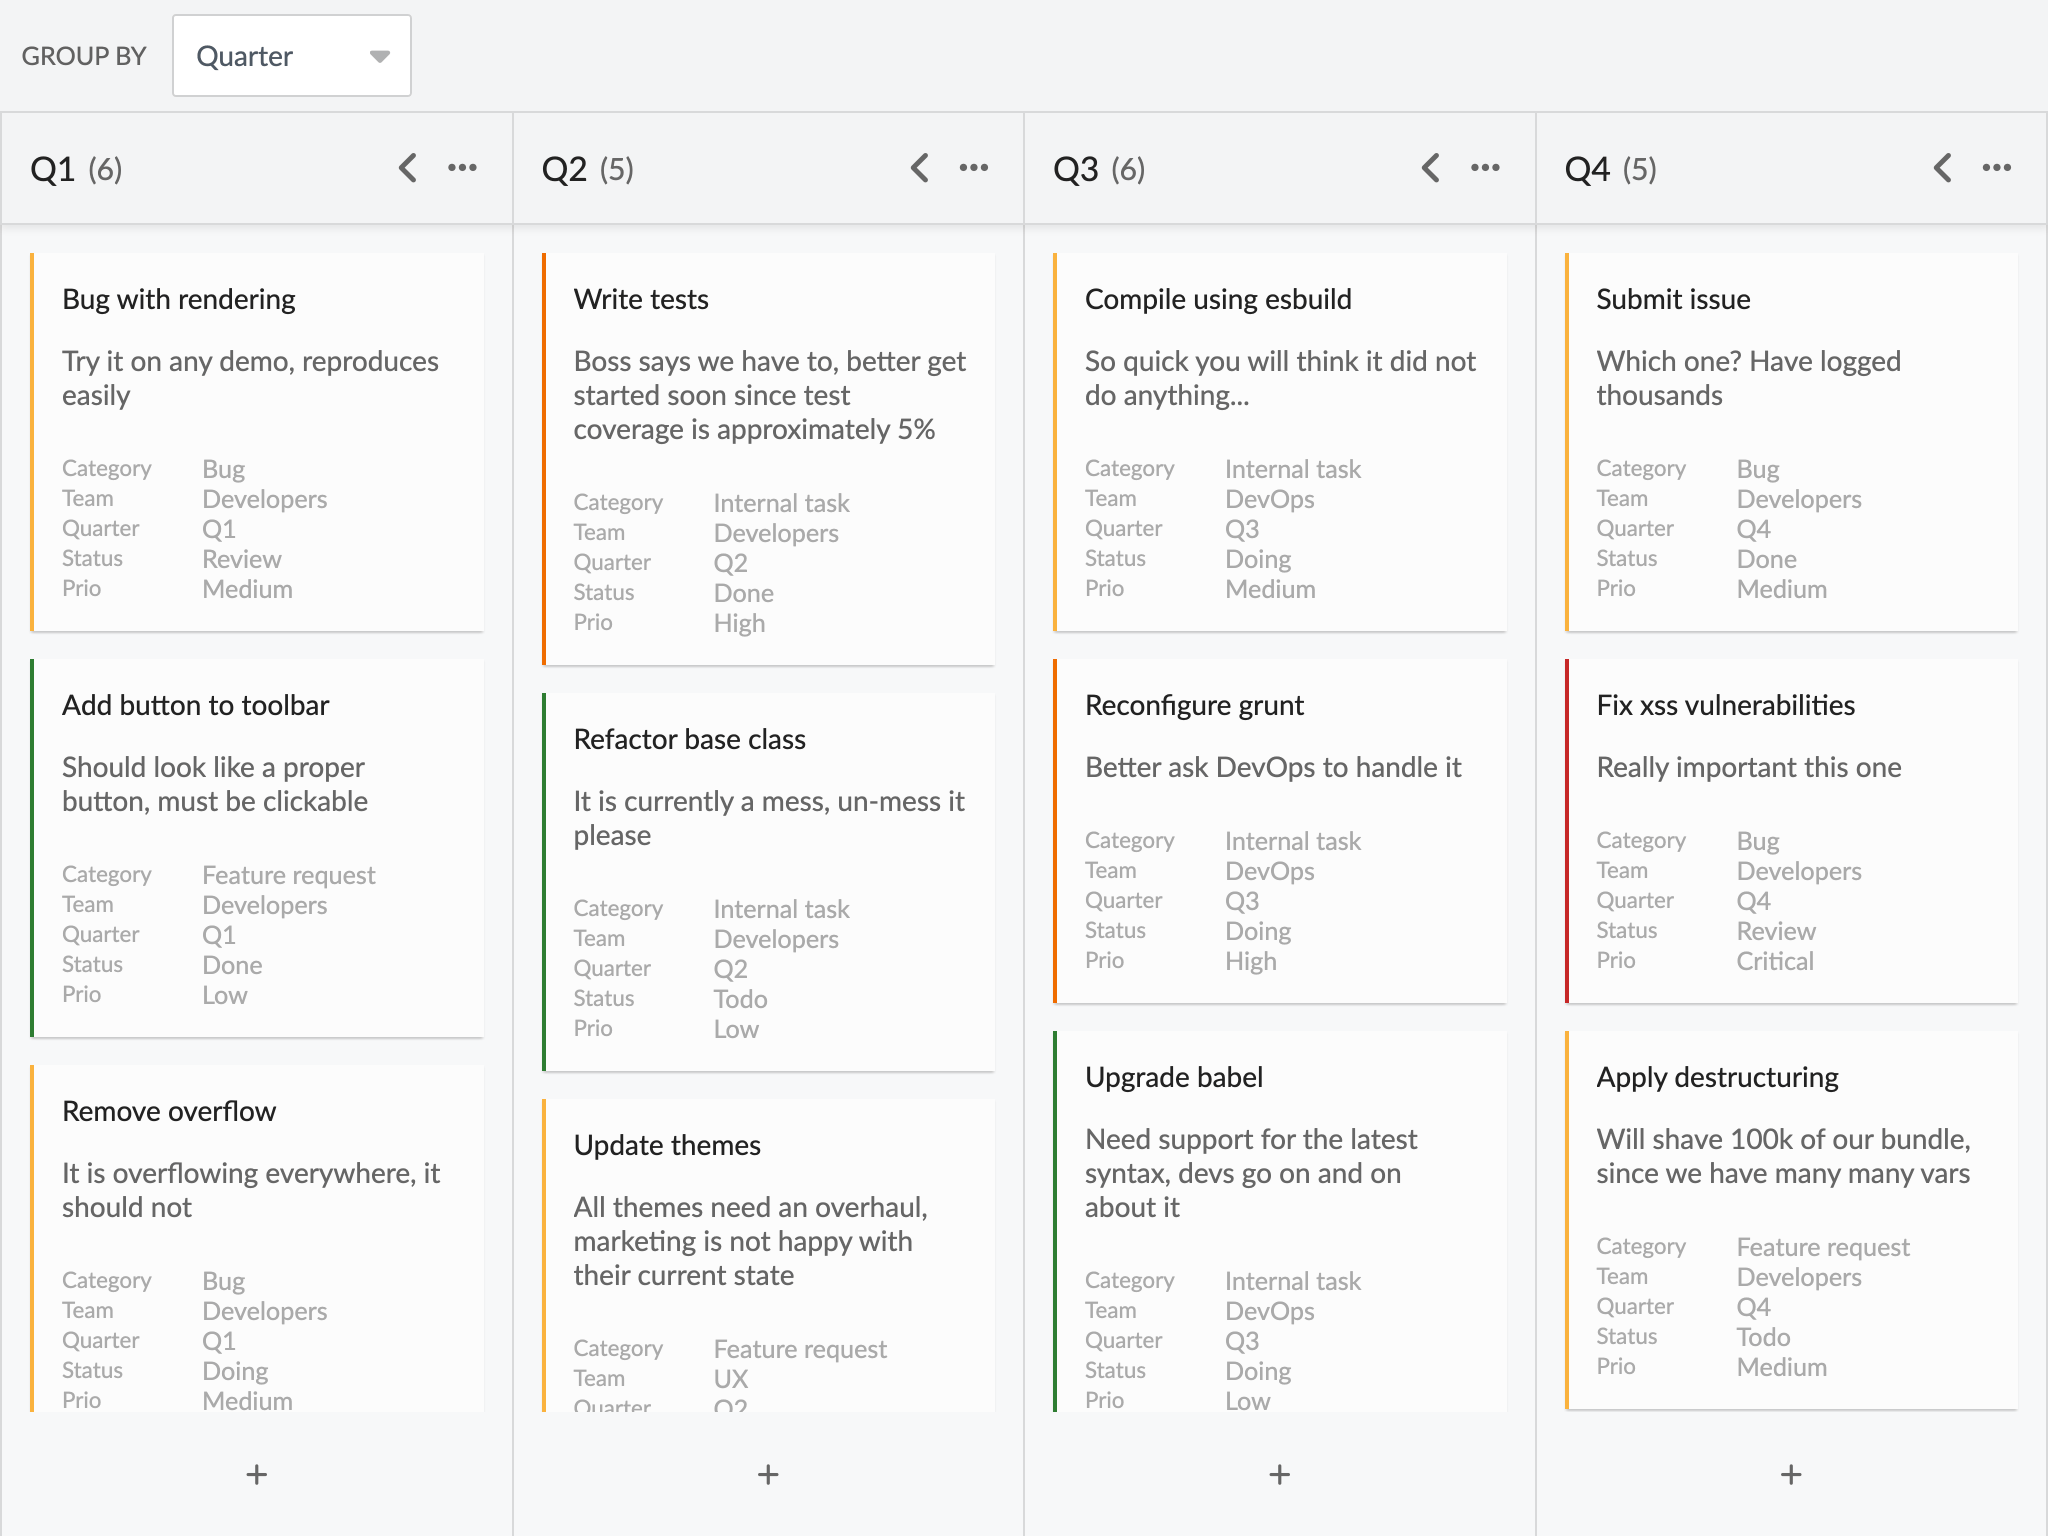 GROUP BY Quarter
Q1 (6)
Bug with rendering
Try it on any demo, reproduces
easily
Category Bug
Team Developers
Quarter Q1
Status Review
Prio Medium
Add button to toolbar
Should look like a proper
button, must be clickable
Category Feature request
Team Developers
Quarter Q1
Status Done
Prio Low
Remove overflow
It is overflowing everywhere, it
should not
Category Bug
Team Developers
Quarter Q1
Status Doing
Prio Medium
+
Q2 (5)
Write tests
Boss says we have to, better get
started soon since test
coverage is approximately 5%
Category Internal task
Team Developers
Quarter Q2
Status Done
Prio High
Refactor base class
It is currently a mess, un-mess it
please
Category Internal task
Team Developers
Quarter Q2
Status Todo
Prio Low
Update themes
All themes need an overhaul,
marketing is not happy with
their current state
Category Feature request
Team UX
Quarter Q2
+
Q3 (6)
Compile using esbuild
So quick you will think it did not
do anything...
Category Internal task
Team DevOps
Quarter Q3
Status Doing
Prio Medium
Reconfigure grunt
Better ask DevOps to handle it
Category Internal task
Team DevOps
Quarter Q3
Status Doing
Prio High
Upgrade babel
Need support for the latest
syntax, devs go on and on
about it
Category Internal task
Team DevOps
Quarter Q3
Status Doing
Prio Low
+
Q4 (5)
Submit issue
Which one? Have logged
thousands
Category Bug
Team Developers
Quarter Q4
Status Done
Prio Medium
Fix xss vulnerabilities
Really important this one
Category Bug
Team Developers
Quarter Q4
Status Review
Prio Critical
Apply destructuring
Will shave 100k of our bundle,
since we have many many vars
Category Feature request
Team Developers
Quarter Q4
Status Todo
Prio Medium
+